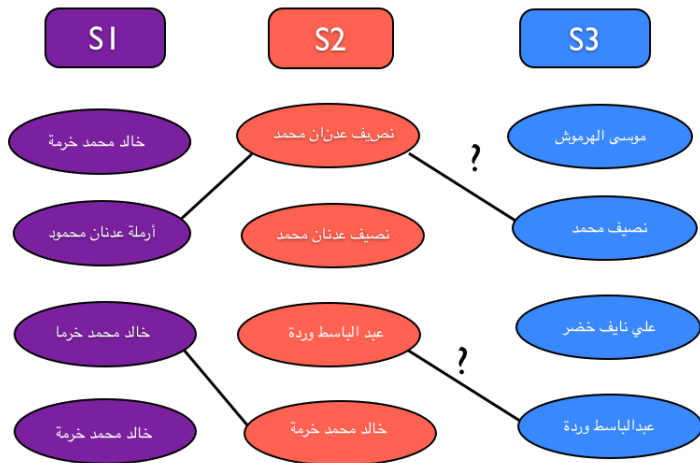 S1
S2
S3
خالد محمد خرمة
نصيف عدنان محمد
موسى الهرموش
?
أرملة عدنان محمود
نصيف عدنان محمد
نصيف محمد
خالد محمد خرما
عبد الباسط وردة
علي نايف خضر
?
خالد محمد خرمة
خالد محمد خرمة
عبدالباسط وردة